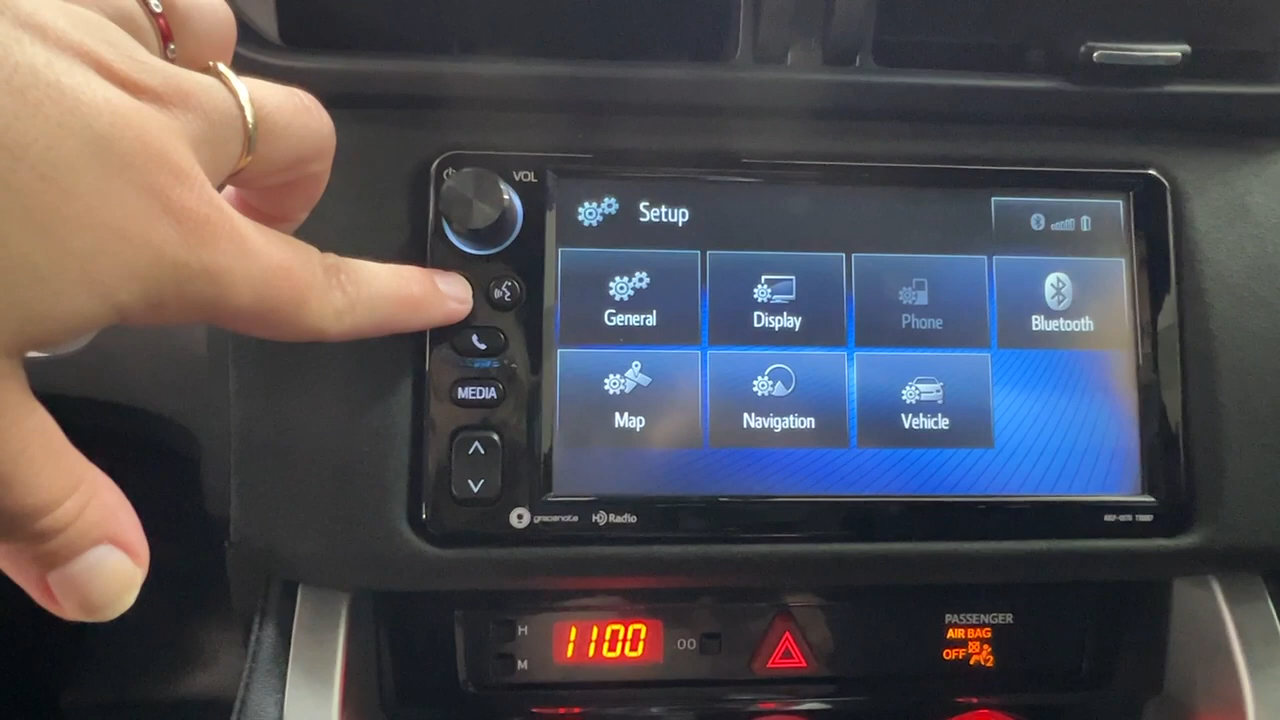 VOL
Setup
General
Display
Phone
Bluetooth
Map
Navigation
Vehicle
MEDIA
gracenote
HD Radio
H
1100
:00
M
PASSENGER
AIR BAG
OFF
2